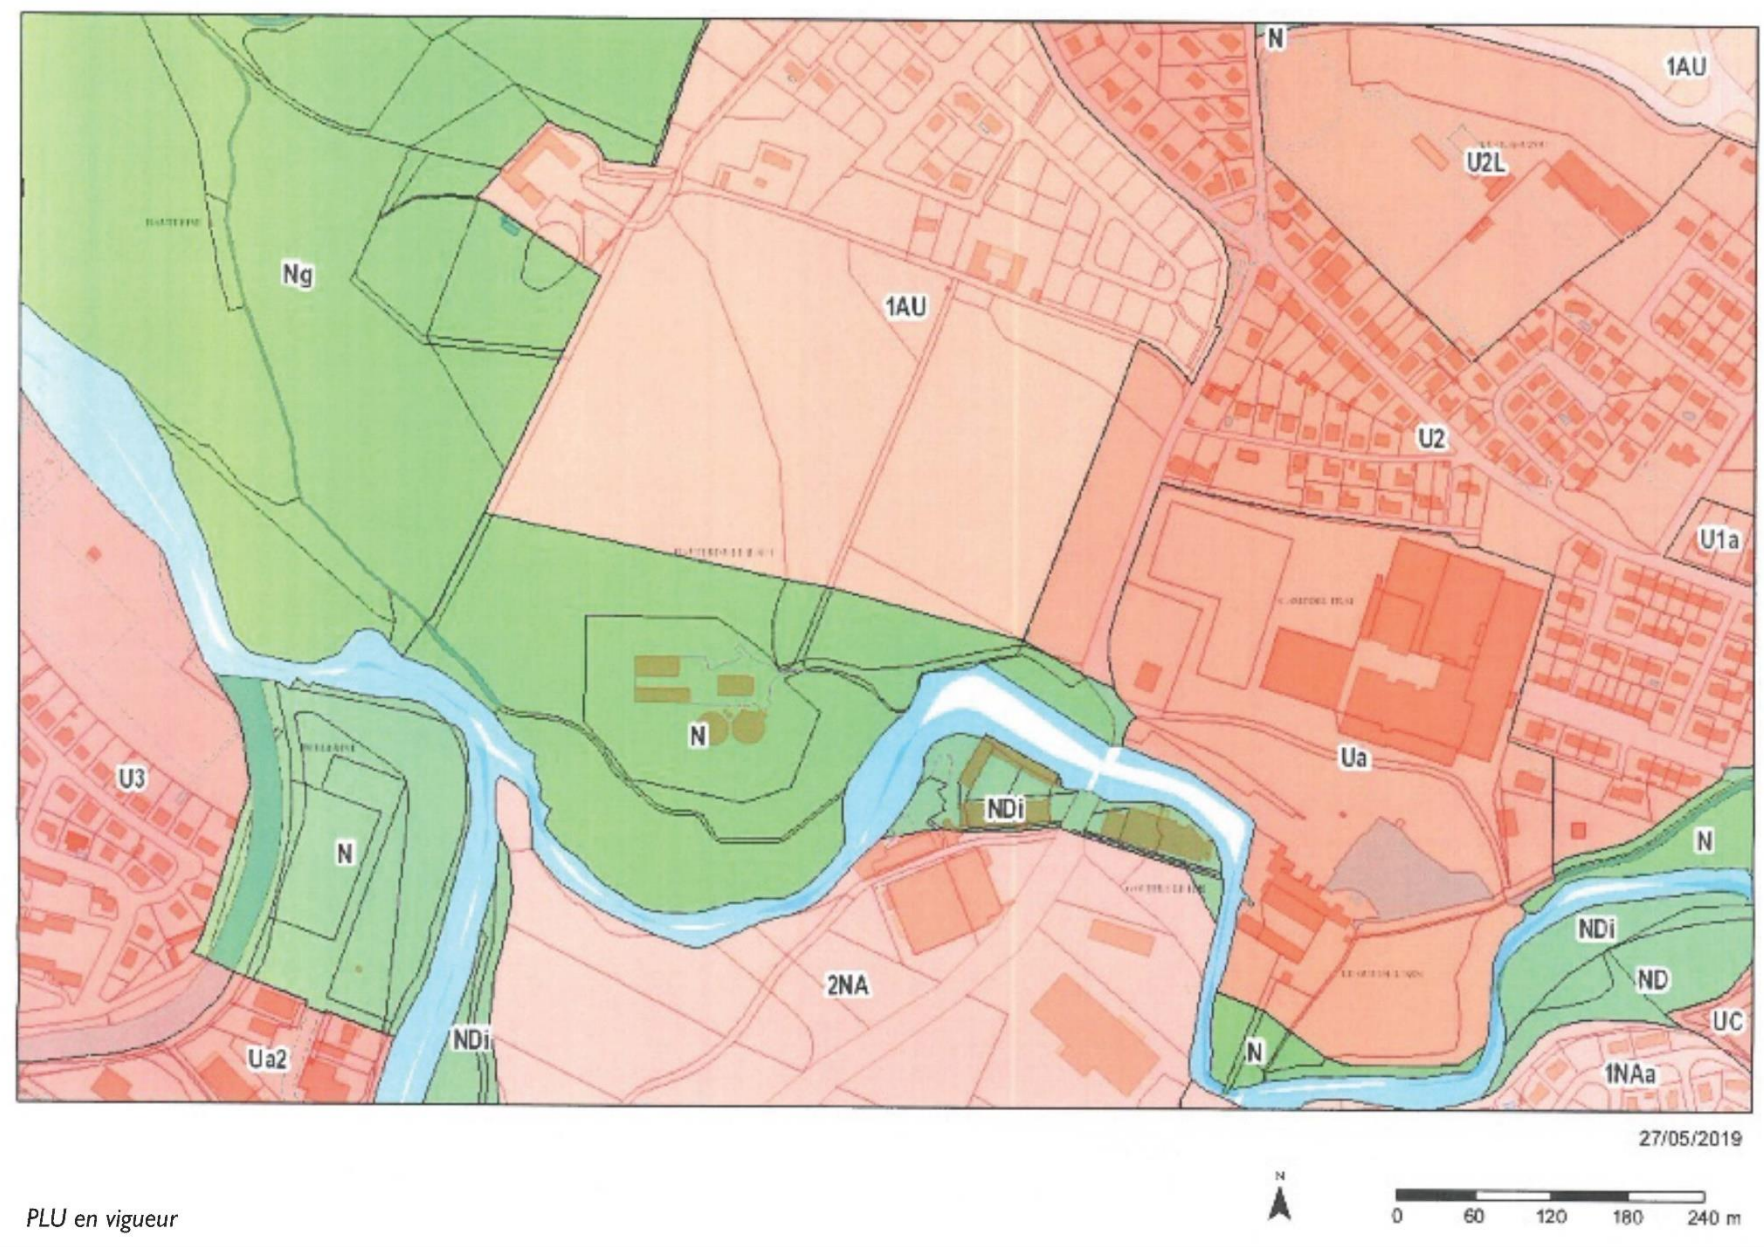 N
1AU
U2L
Ng
1AU
U2
U1a
N
Ua
U3
NDi
N
N
NDi
2NA
ND
UC
NDi
Ua2
N
1NAa
27/05/2019
N
0 60 120 180 240 m
PLU en vigueur